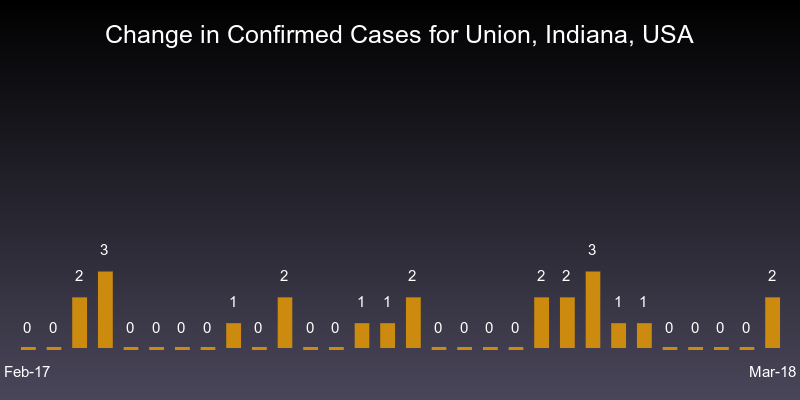 Change in Confirmed Cases for Union, Indiana, USA
0 0 2 3 0 0 0 0 1 0 2 0 0 1 1 2 0 0 0 0 2 2 3 1 1 0 0 0 0 2
Feb-17 Mar-18